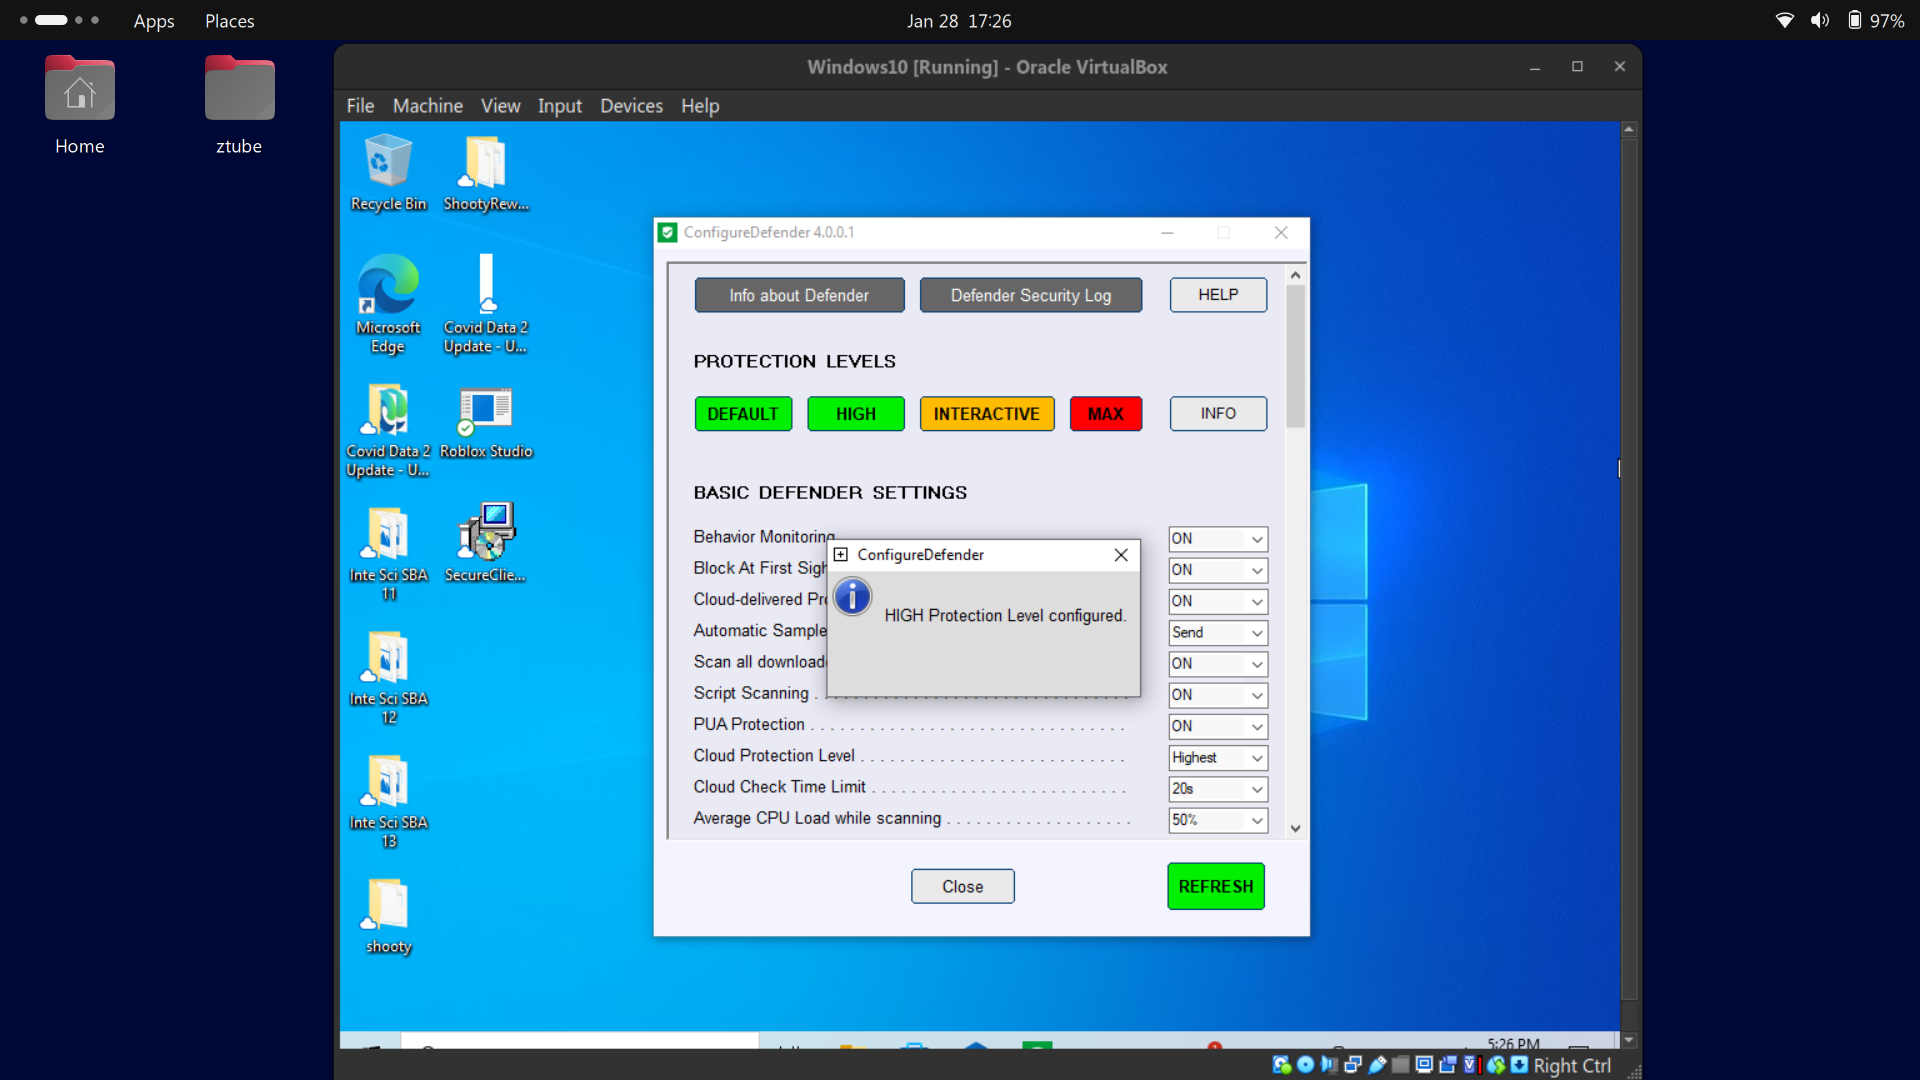 Apps Places
Jan 28 17:26
97%
Home
ztube
Windows10 [Running] - Oracle VirtualBox
File Machine View Input Devices Help
Recycle Bin
ShootyRew...
Microsoft
Edge
Covid Data 2
Update - U...
Covid Data 2
Update - U...
Roblox Studio
Inte Sci SBA
11
SecureClie...
Inte Sci SBA
12
Inte Sci SBA
13
shooty
ConfigureDefender 4.0.0.1
Info about Defender
Defender Security Log
HELP
PROTECTION LEVELS
DEFAULT
HIGH
INTERACTIVE
MAX
INFO
BASIC DEFENDER SETTINGS
Behavior Monitoring ON
Block At First Sigh ON
Cloud-delivered Pro ON
Automatic Sample Send
Scan all download ON
Script Scanning ON
PUA Protection ON
Cloud Protection Level Highest
Cloud Check Time Limit 20s
Average CPU Load while scanning 50%
ConfigureDefender
HIGH Protection Level configured.
Close
REFRESH
5:26 PM
Right Ctrl